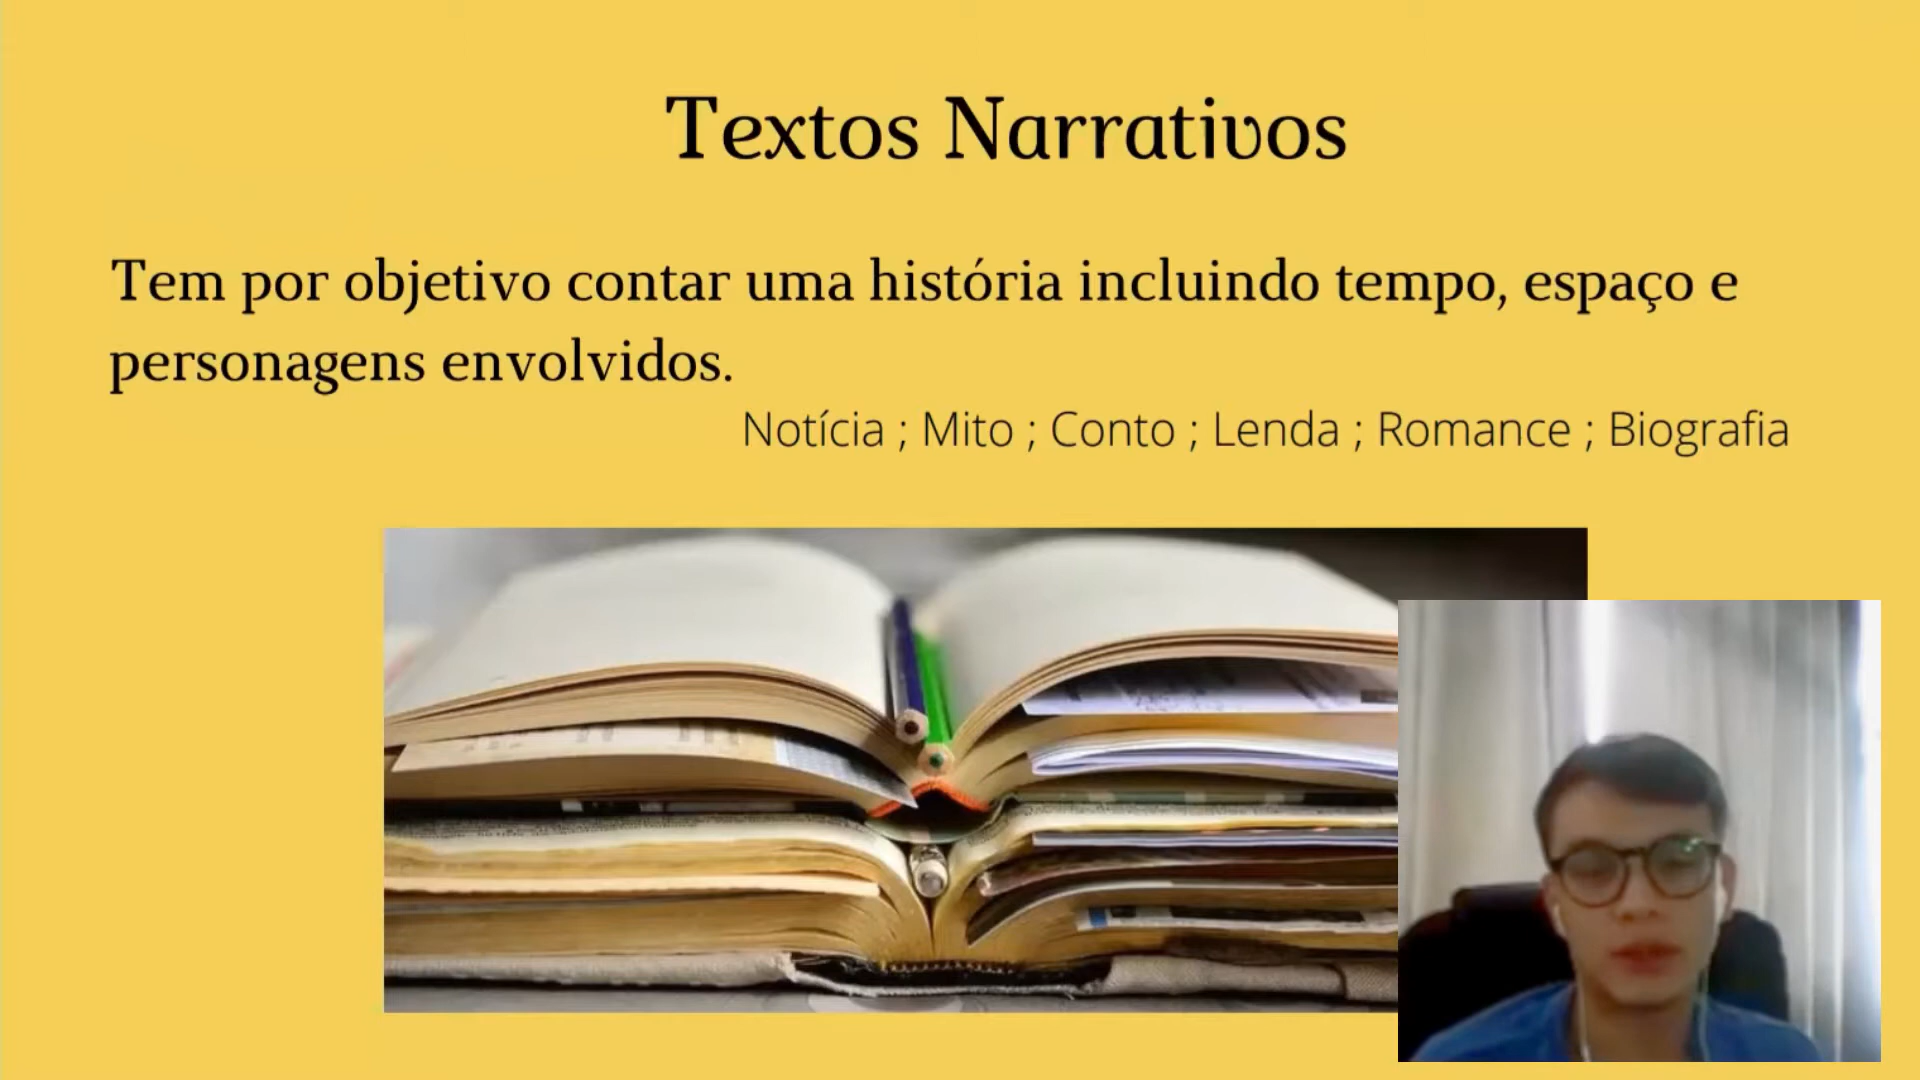 Textos Narrativos
Tem por objetivo contar uma história incluindo tempo, espaço e
personagens envolvidos.
Notícia ; Mito ; Conto ; Lenda ; Romance ; Biografia